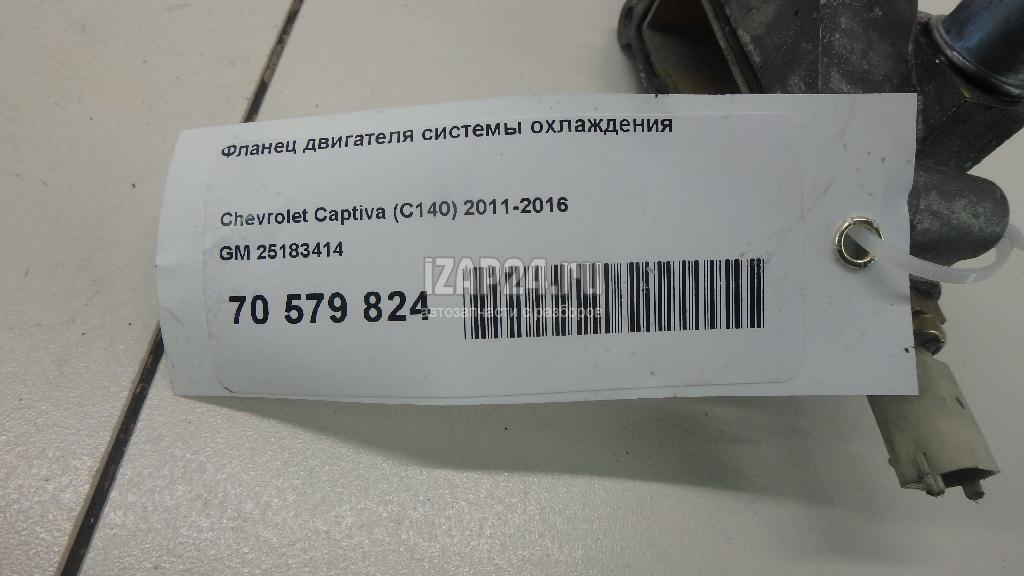 Фланец двигателя системы охлаждения
Chevrolet Captiva (C140) 2011-2016
GM 25183414
70 579 824
iZAP24.ru
автозапчасти с разборов